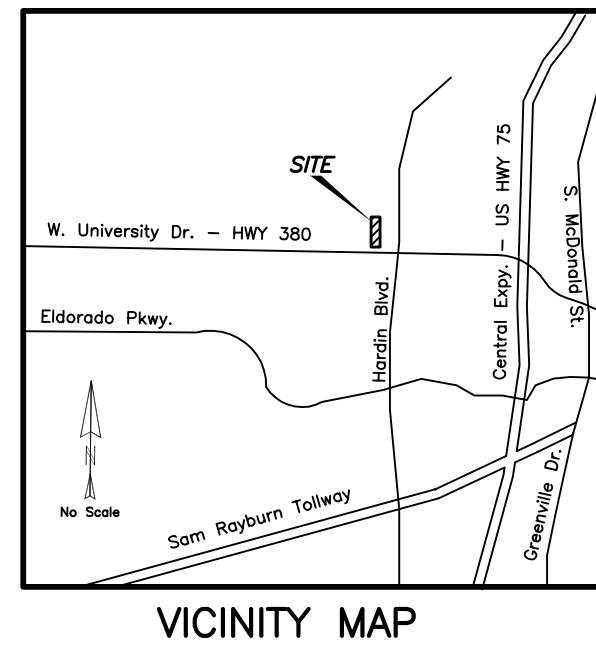 SITE
W. University Dr. – HWY 380
Central Expy. – US HWY 75
S. McDonald St.
Hardin Blvd.
Eldorado Pkwy.
N
No Scale
Sam Rayburn Tollway
Greenville Dr.
VICINITY MAP